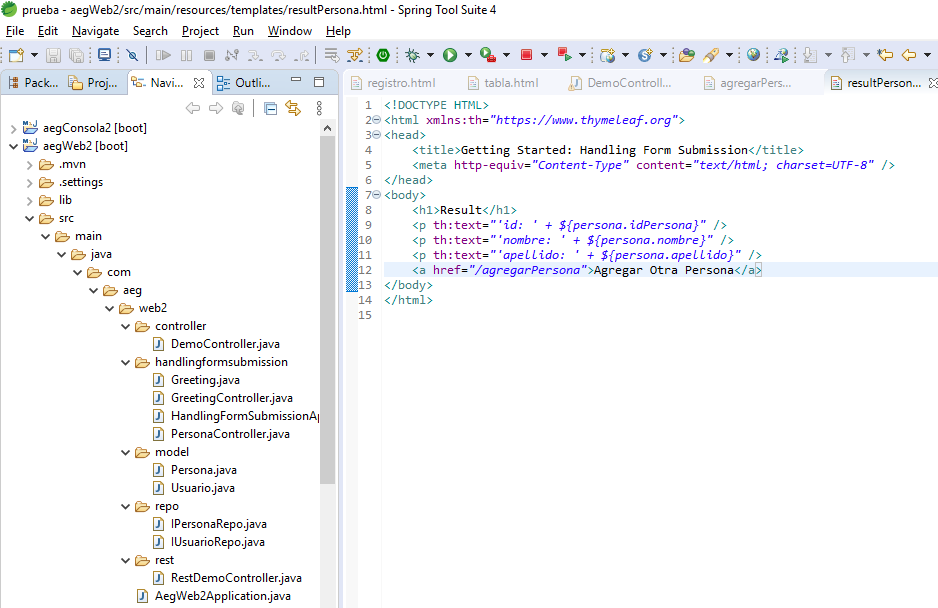 prueba - aegWeb2/src/main/resources/templates/resultPersona.html - Spring Tool Suite 4
File Edit Navigate Search Project Run Window Help
Pack... Proj... Navi... Outli...
registro.html tabla.html DemoControll... agregarPers... resultPerson...
aegConsola2 [boot]
aegWeb2 [boot]
.mvn
.settings
lib
src
main
java
com
aeg
web2
controller
DemoController.java
handlingformsubmission
Greeting.java
GreetingController.java
HandlingFormSubmissionAp
PersonaController.java
model
Persona.java
Usuario.java
repo
IPersonaRepo.java
IUsuarioRepo.java
rest
RestDemoController.java
AegWeb2Application.java
1 <!DOCTYPE HTML>
2 <html xmlns:th="https://www.thymeleaf.org">
3 <head>
4 <title>Getting Started: Handling Form Submission</title>
5 <meta http-equiv="Content-Type" content="text/html; charset=UTF-8" />
6 </head>
7 <body>
8 <h1>Result</h1>
9 <p th:text="'id: ' + ${persona.idPersona}" />
10 <p th:text="'nombre: ' + ${persona.nombre}" />
11 <p th:text="'apellido: ' + ${persona.apellido}" />
12 <a href="/agregarPersona">Agregar Otra Persona</a>
13 </body>
14 </html>
15